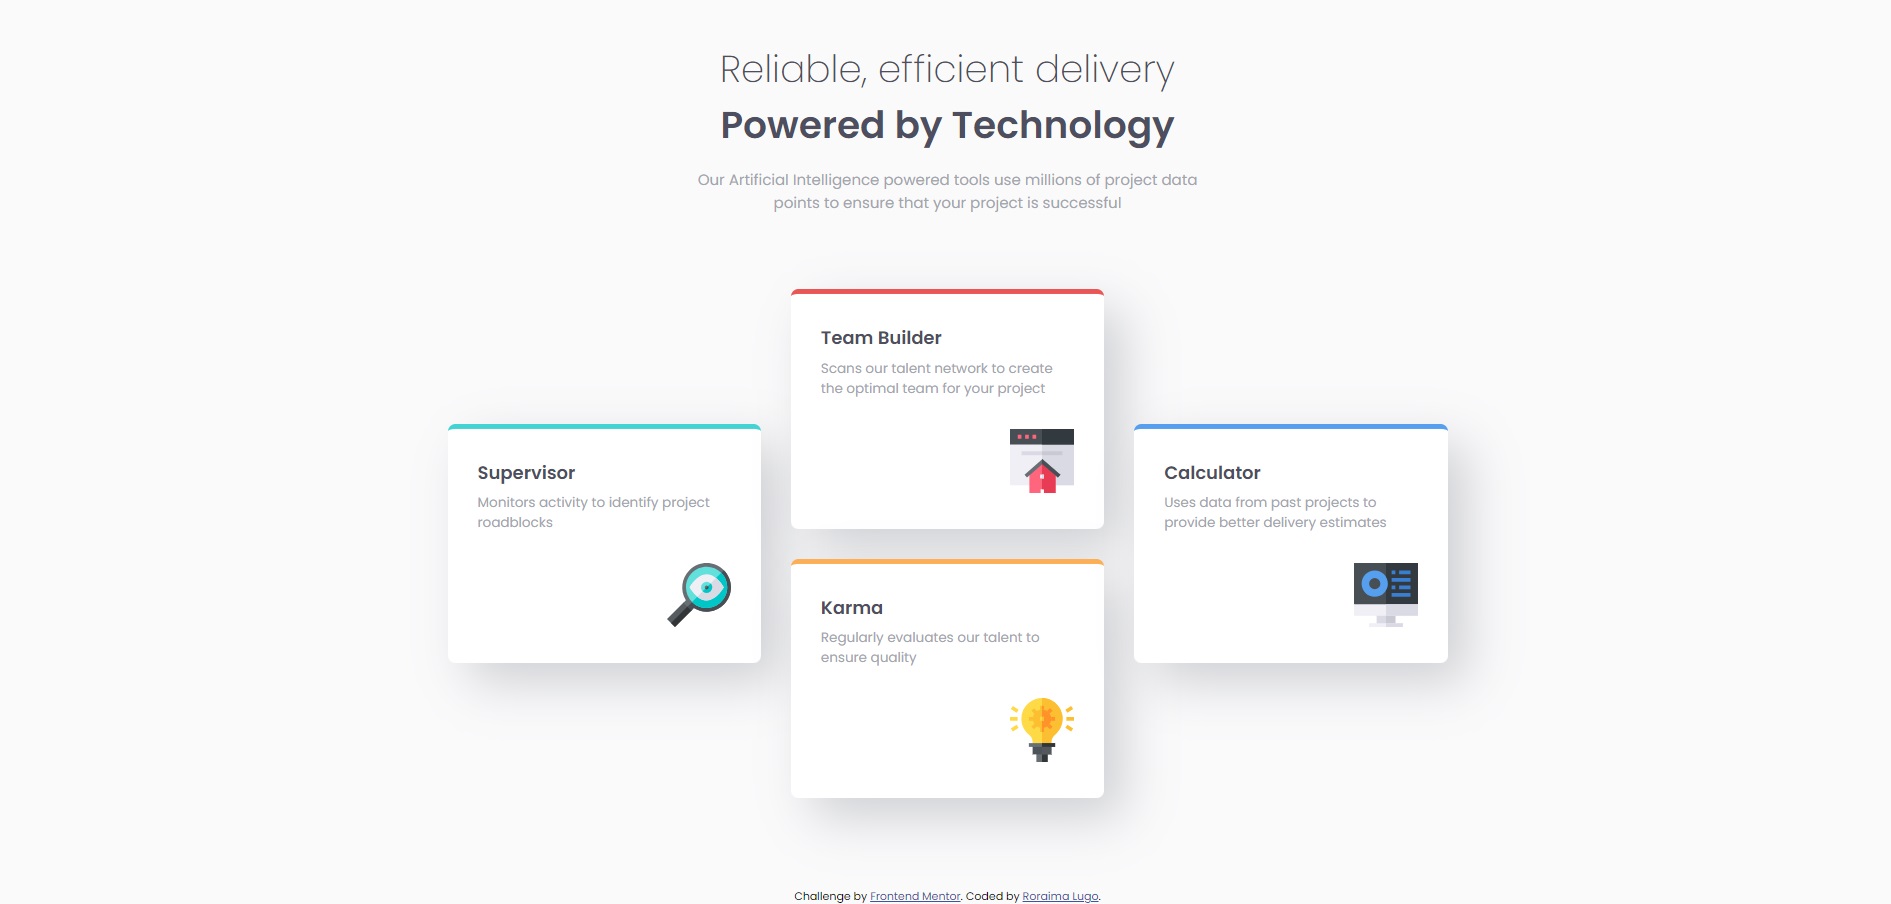 Reliable, efficient delivery
Powered by Technology
Our Artificial Intelligence powered tools use millions of project data
points to ensure that your project is successful
Team Builder
Scans our talent network to create
the optimal team for your project
Supervisor
Monitors activity to identify project
roadblocks
Calculator
Uses data from past projects to
provide better delivery estimates
Karma
Regularly evaluates our talent to
ensure quality
Challenge by Frontend Mentor. Coded by Roraima Lugo.